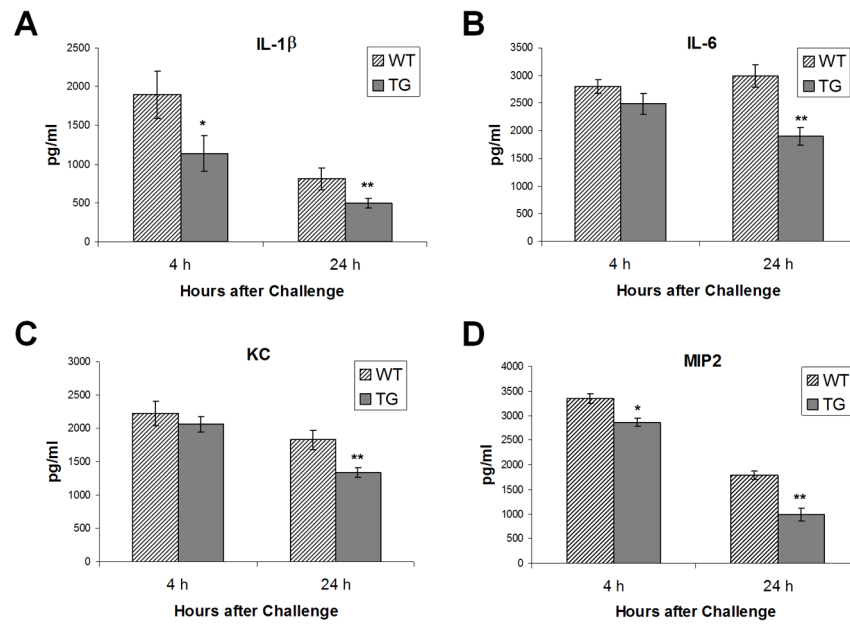 A
IL-1β
2500
2000
1500
1000
500
0
pg/ml
WT
TG
*
**
4 h
24 h
Hours after Challenge
B
IL-6
3500
3000
2500
2000
1500
1000
500
0
pg/ml
WT
TG
**
4 h
24 h
Hours after Challenge
C
KC
3000
2500
2000
1500
1000
500
0
pg/ml
WT
TG
**
4 h
24 h
Hours after Challenge
D
MIP2
4000
3500
3000
2500
2000
1500
1000
500
0
pg/ml
WT
TG
*
**
4 h
24 h
Hours after Challenge